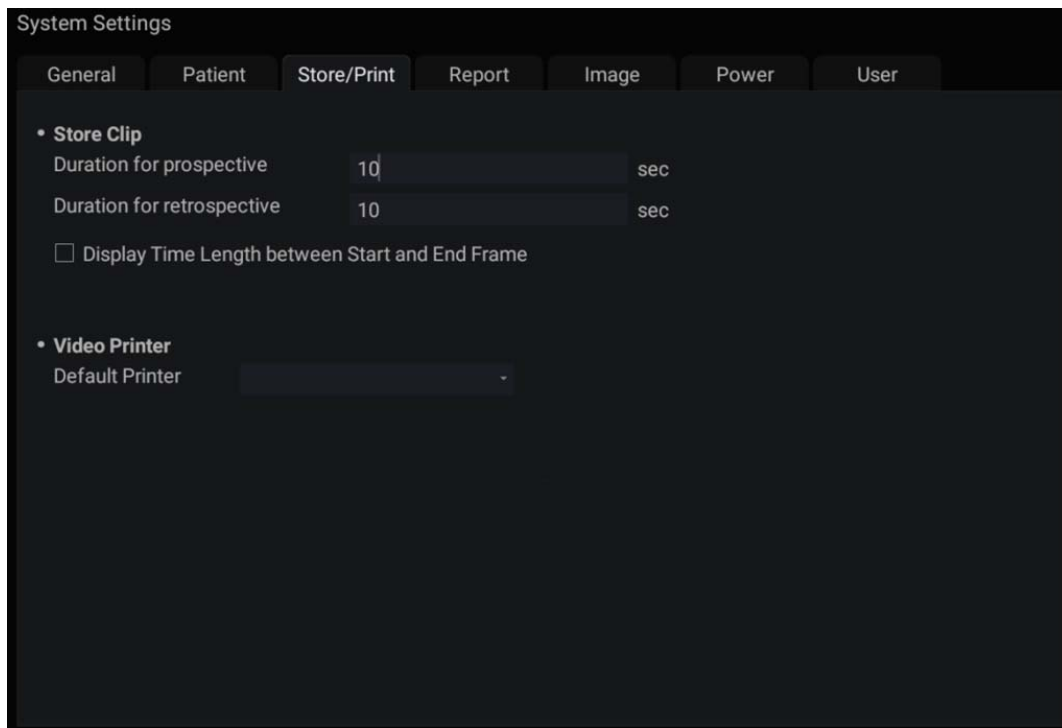 System Settings
General Patient Store/Print Report Image Power User
• Store Clip
Duration for prospective 10 sec
Duration for retrospective 10 sec
Display Time Length between Start and End Frame
• Video Printer
Default Printer